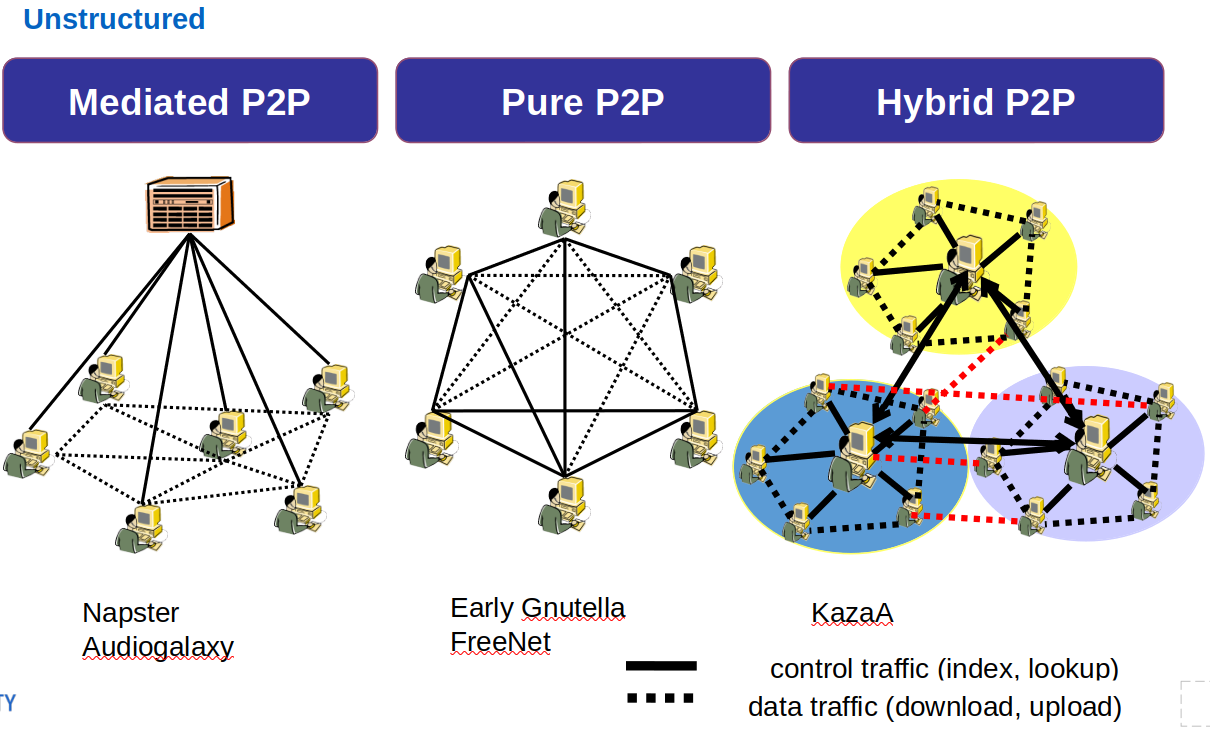 Unstructured
Mediated P2P
Pure P2P
Hybrid P2P
Napster
Audiogalaxy
Early Gnutella
FreeNet
KazaA
control traffic (index, lookup)
data traffic (download, upload)
TY